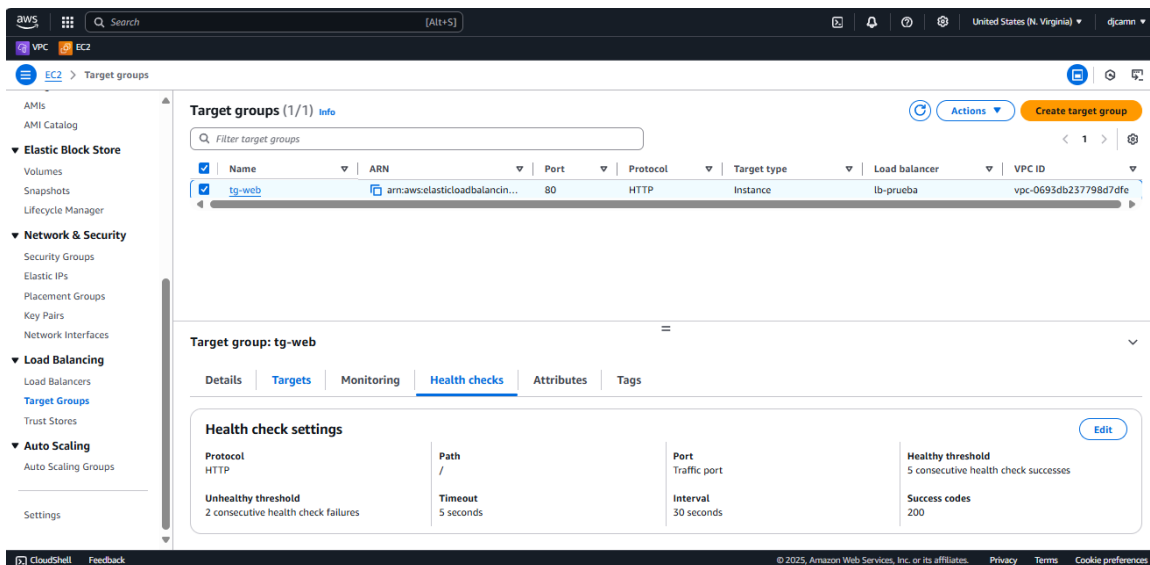 aws
Search [Alt+S] United States (N. Virginia) djcamn
VPC EC2
EC2 > Target groups
AMIs
AMI Catalog
Elastic Block Store
Volumes
Snapshots
Lifecycle Manager
Network & Security
Security Groups
Elastic IPs
Placement Groups
Key Pairs
Network Interfaces
Load Balancing
Load Balancers
Target Groups
Trust Stores
Auto Scaling
Auto Scaling Groups
Settings
Target groups (1/1) Info
Actions Create target group
Filter target groups
< 1 >
Name ARN Port Protocol Target type Load balancer VPC ID
tg-web arn:aws:elasticloadbalancin... 80 HTTP Instance lb-prueba vpc-0693db237798d7dfe
Target group: tg-web
Details Targets Monitoring Health checks Attributes Tags
Health check settings Edit
Protocol Path Port Healthy threshold
HTTP / Traffic port 5 consecutive health check successes
Unhealthy threshold Timeout Interval Success codes
2 consecutive health check failures 5 seconds 30 seconds 200
CloudShell Feedback © 2025, Amazon Web Services, Inc. or its affiliates. Privacy Terms Cookie preferences